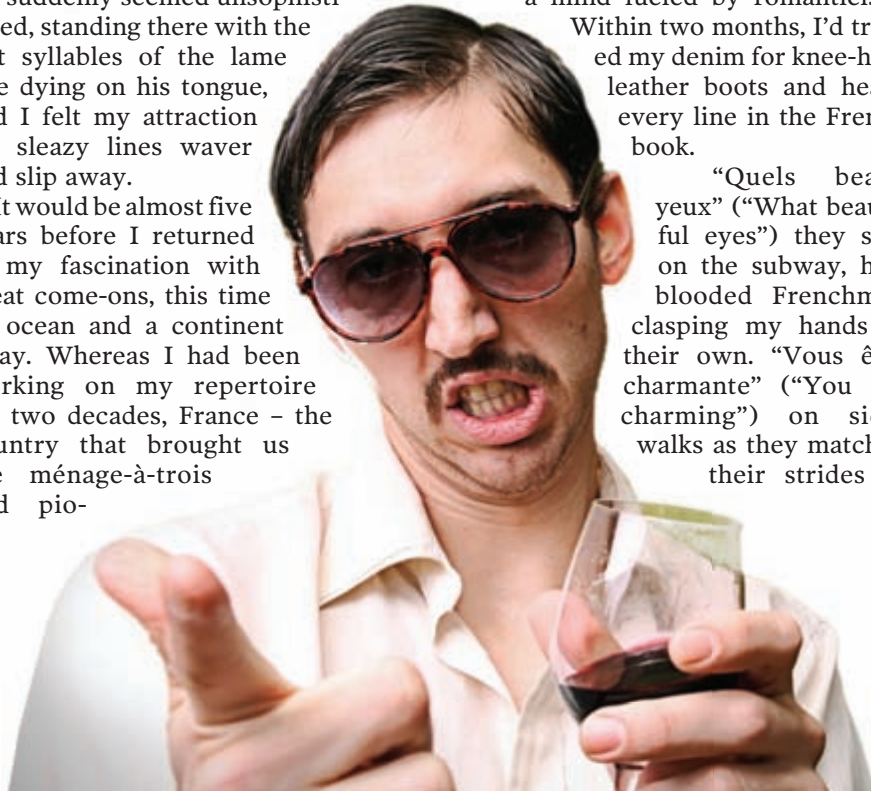 suddenly seemed unsophisti-
ed, standing there with the
t syllables of the lame
e dying on his tongue,
d I felt my attraction
sleazy lines waver
d slip away.
It would be almost five
ars before I returned
my fascination with
eat come-ons, this time
ocean and a continent
ay. Whereas I had been
rking on my repertoire
two decades, France – the
untry that brought us
e ménage-à-trois
d pio-
a mind fueled by
Within two months, I’d tr
ed my denim for knee-h
leather boots and hea
every line in the Fren
book.
“Quels bea
yeux” (“What beau
ful eyes”) they s
on the subway, h
blooded Frenchm
clasping my hands
their own. “Vous ê
charmante” (“You
charming”) on si
walks as they match
their strides